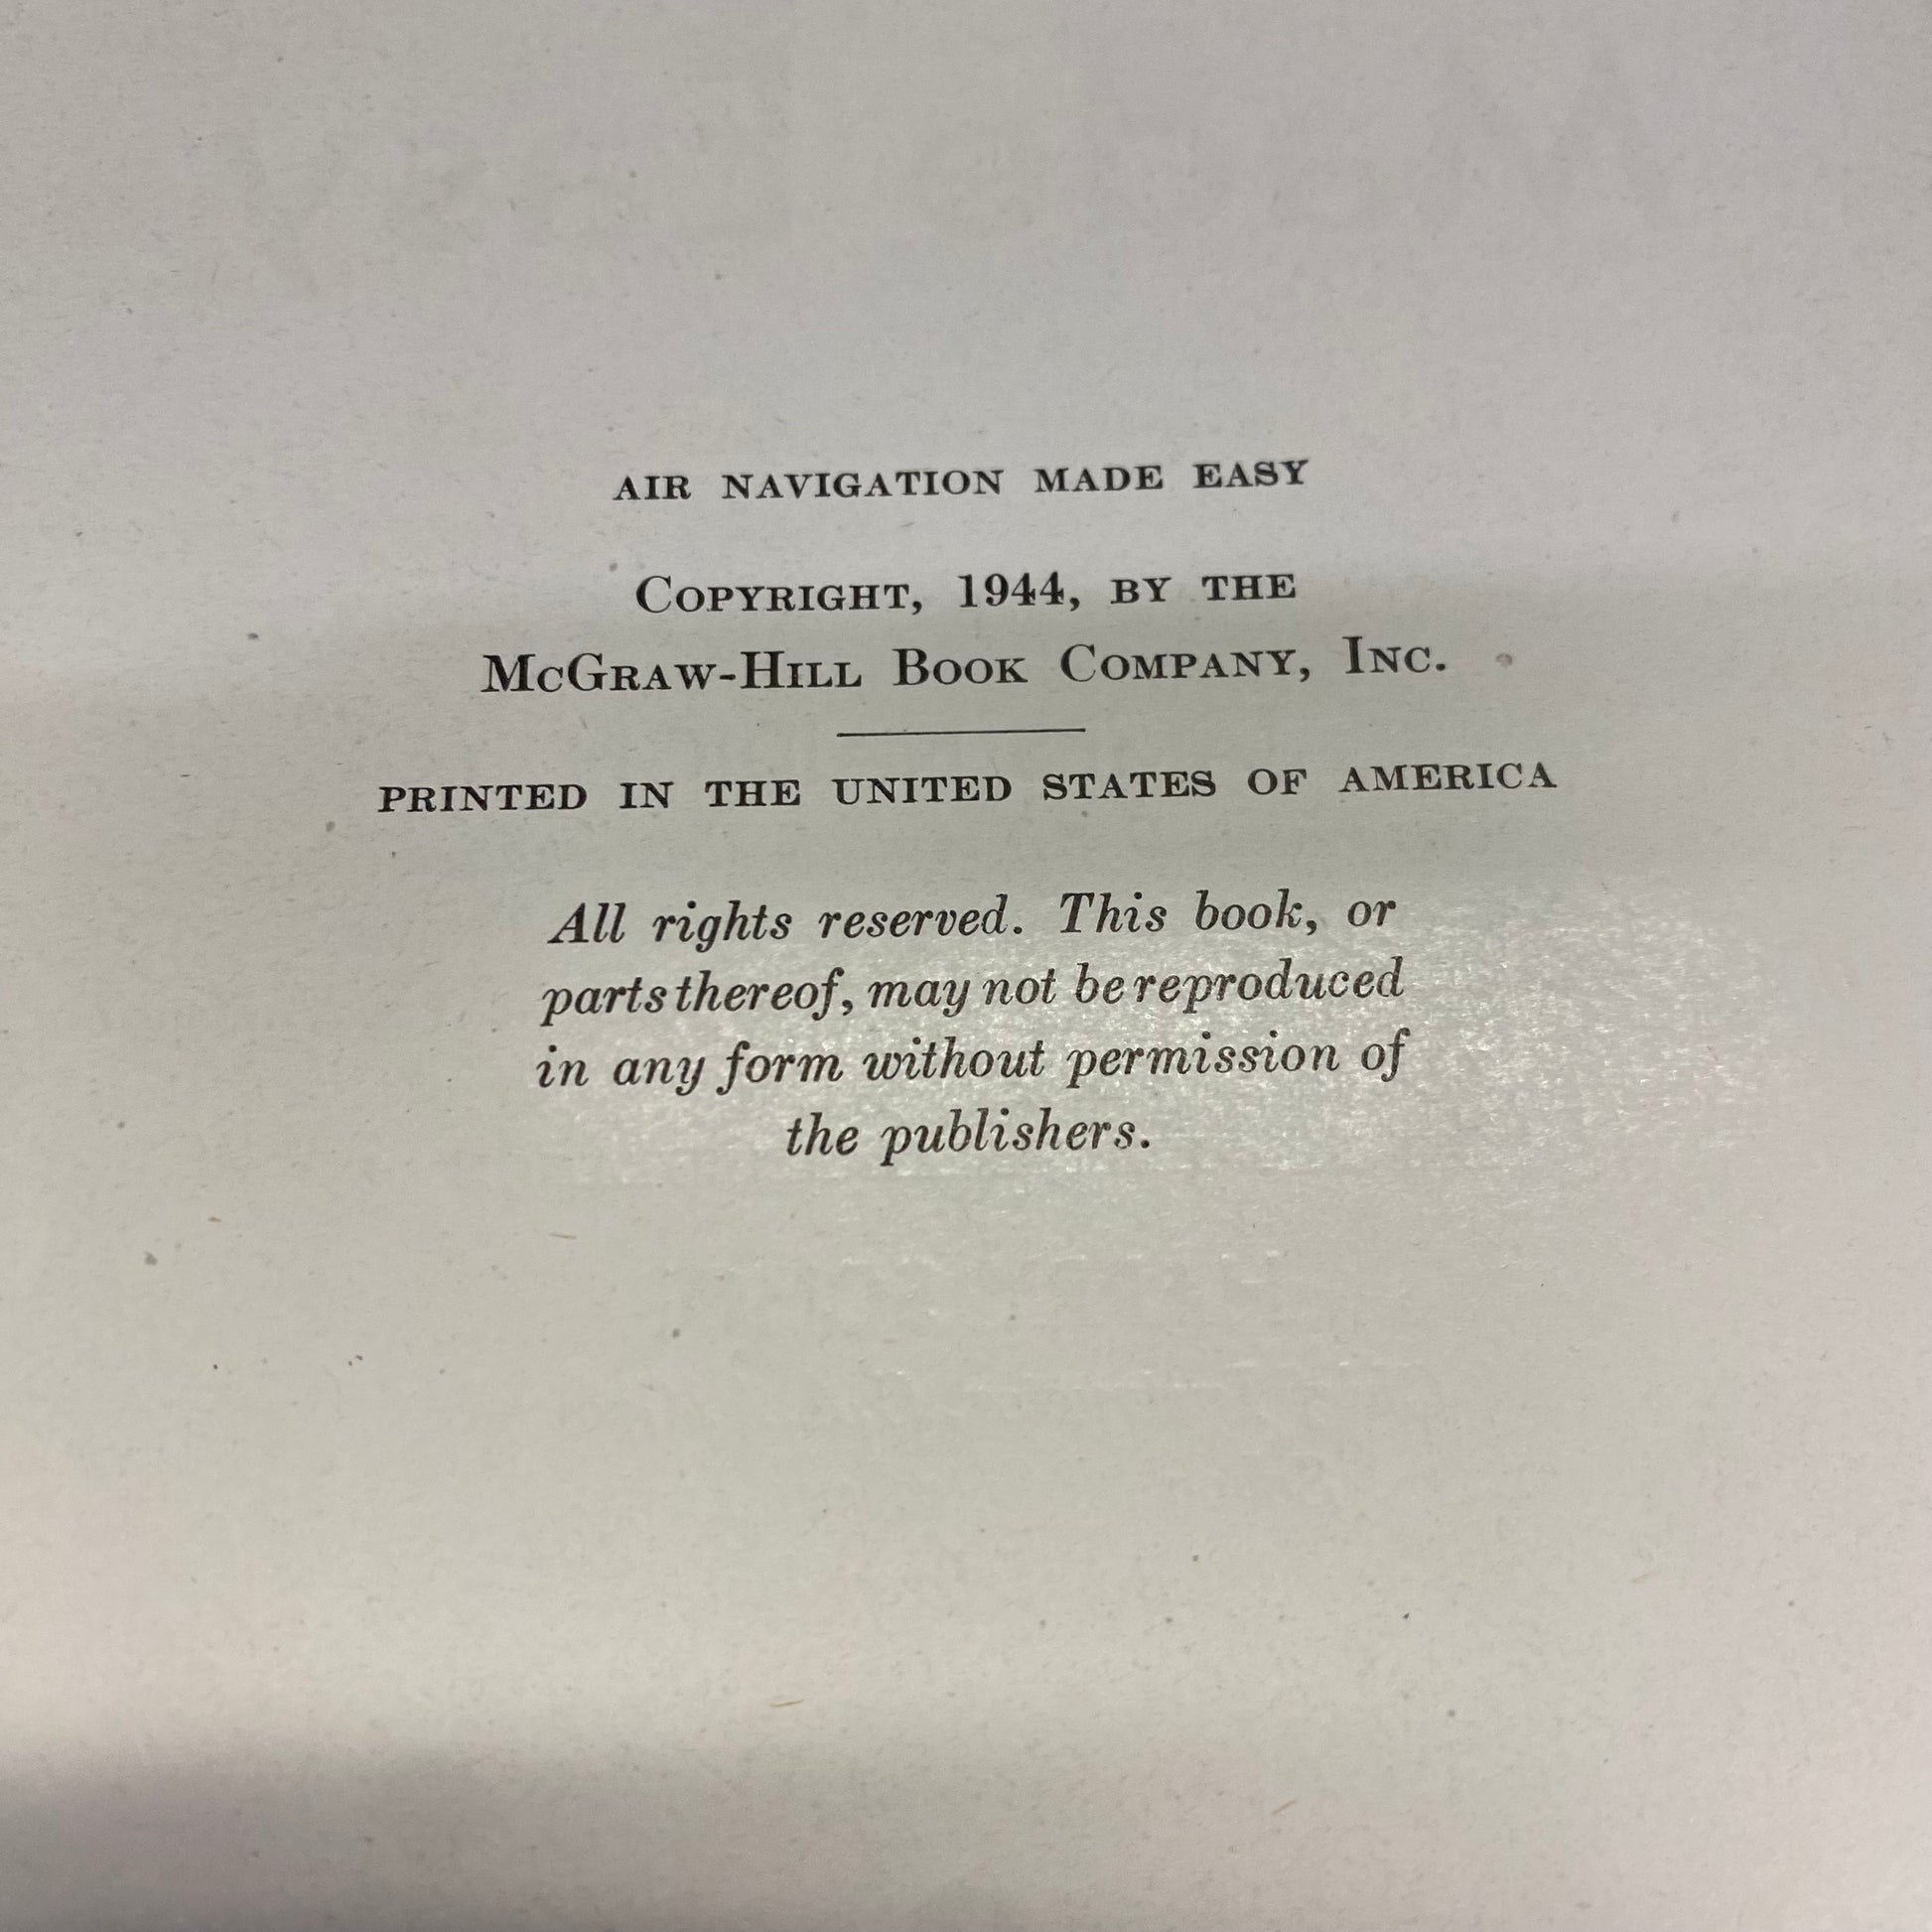 AIR NAVIGATION MADE EASY
COPYRIGHT, 1944, BY THE
MCGRAW-HILL BOOK COMPANY, INC.
PRINTED IN THE UNITED STATES OF AMERICA
All rights reserved. This book, or
parts thereof, may not be reproduced
in any form without permission of
the publishers.